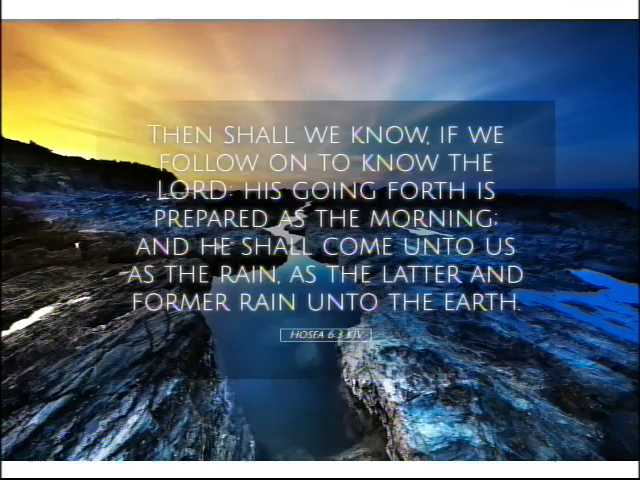 THEN SHALL WE KNOW, IF WE
FOLLOW ON TO KNOW THE
LORD: HIS GOING FORTH IS
PREPARED AS THE MORNING;
AND HE SHALL COME UNTO US
AS THE RAIN, AS THE LATTER AND
FORMER RAIN UNTO THE EARTH.
HOSEA 6:3 KJV